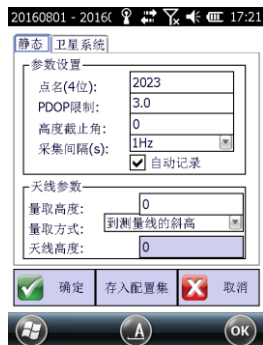 20160801 - 2016( 17:21
静态 卫星系统
参数设置
点名(4位): 2023
PDOP限制: 3.0
高度截止角: 0
采集间隔(s): 1Hz
自动记录
天线参数
量取高度: 0
量取方式: 到测量线的斜高
天线高度: 0
确定 存入配置集 取消
A OK